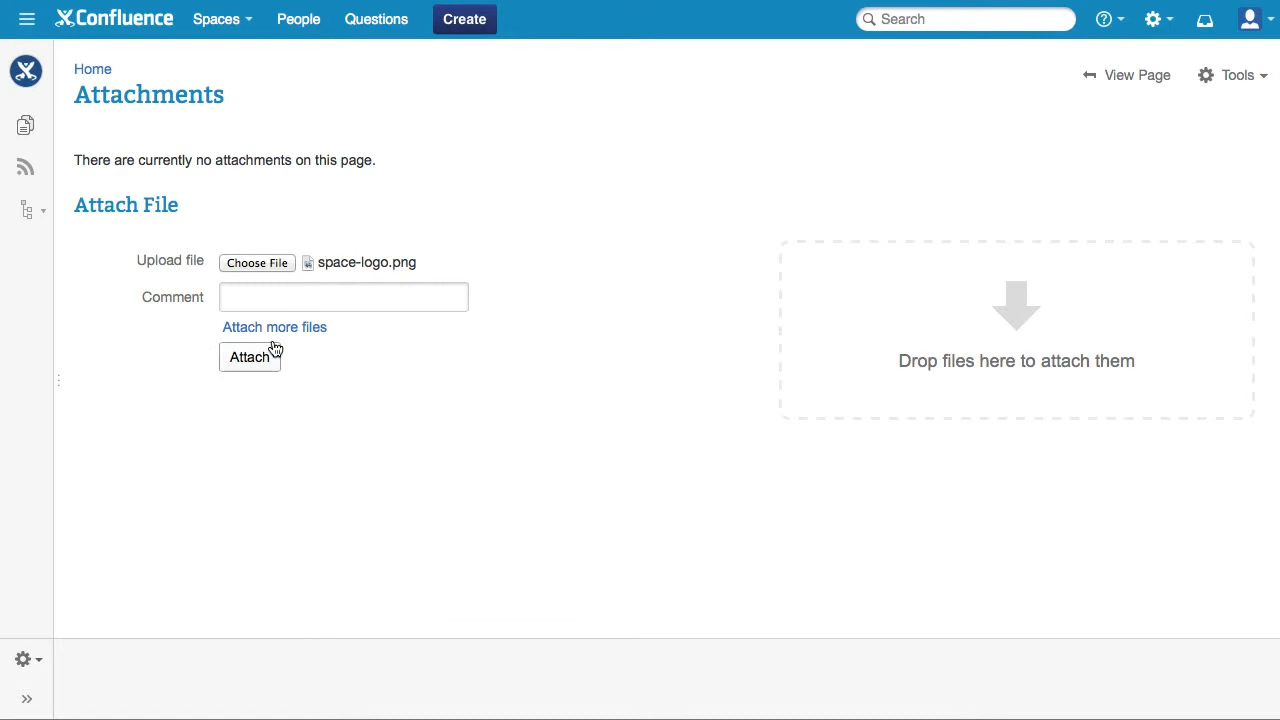 Confluence Spaces People Questions Create Search
Home
View Page Tools
Attachments
There are currently no attachments on this page.
Attach File
Upload file Choose File space-logo.png
Comment
Attach more files
Attach
Drop files here to attach them